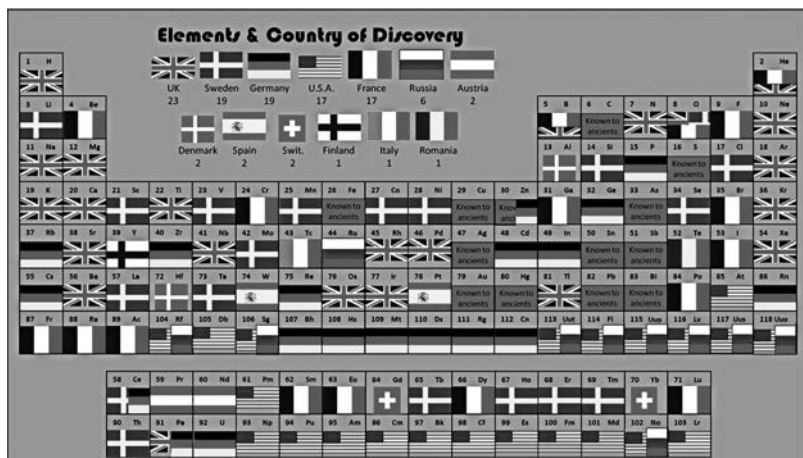 Elements & Country of Discovery
1 H 2 He
UK Sweden Germany U.S.A. France Russia Austria
23 19 19 17 17 6 2
3 Li 4 Be 5 B 6 C 7 N 8 O 9 F 10 Ne
Known to ancients
Denmark Spain Swit. Finland Italy Romania
2 2 2 1 1 1
11 Na 12 Mg 13 Al 14 Si 15 P 16 S 17 Cl 18 Ar
Known to ancients
19 K 20 Ca 21 Sc 22 Ti 23 V 24 Cr 25 Mn 26 Fe 27 Co 28 Ni 29 Cu 30 Zn 31 Ga 32 Ge 33 As 34 Se 35 Br 36 Kr
Known to ancients Known to ancients Known to ancients
37 Rb 38 Sr 39 Y 40 Zr 41 Nb 42 Mo 43 Tc 44 Ru 45 Rh 46 Pd 47 Ag 48 Cd 49 In 50 Sn 51 Sb 52 Te 53 I 54 Xe
Known to ancients Known to ancients Known to ancients
55 Cs 56 Ba 57 La 72 Hf 73 Ta 74 W 75 Re 76 Os 77 Ir 78 Pt 79 Au 80 Hg 81 Tl 82 Pb 83 Bi 84 Po 85 At 86 Rn
Known to ancients Known to ancients Known to ancients Known to ancients
87 Fr 88 Ra 89 Ac 104 Rf 105 Db 106 Sg 107 Bh 108 Hs 109 Mt 110 Ds 111 Rg 112 Cn 113 Uut 114 Fl 115 116 Lv 117 Uus 118 Uuo
58 Ce 59 Pr 60 Nd 61 Pm 62 Sm 63 Eu 64 Gd 65 Tb 66 Dy 67 Ho 68 Er 69 Tm 70 Yb 71 Lu
90 Th 91 Pa 92 U 93 Np 94 Pu 95 Am 96 Cm 97 Bk 98 Cf 99 Es 100 Fm 101 Md 102 No 103 Lr